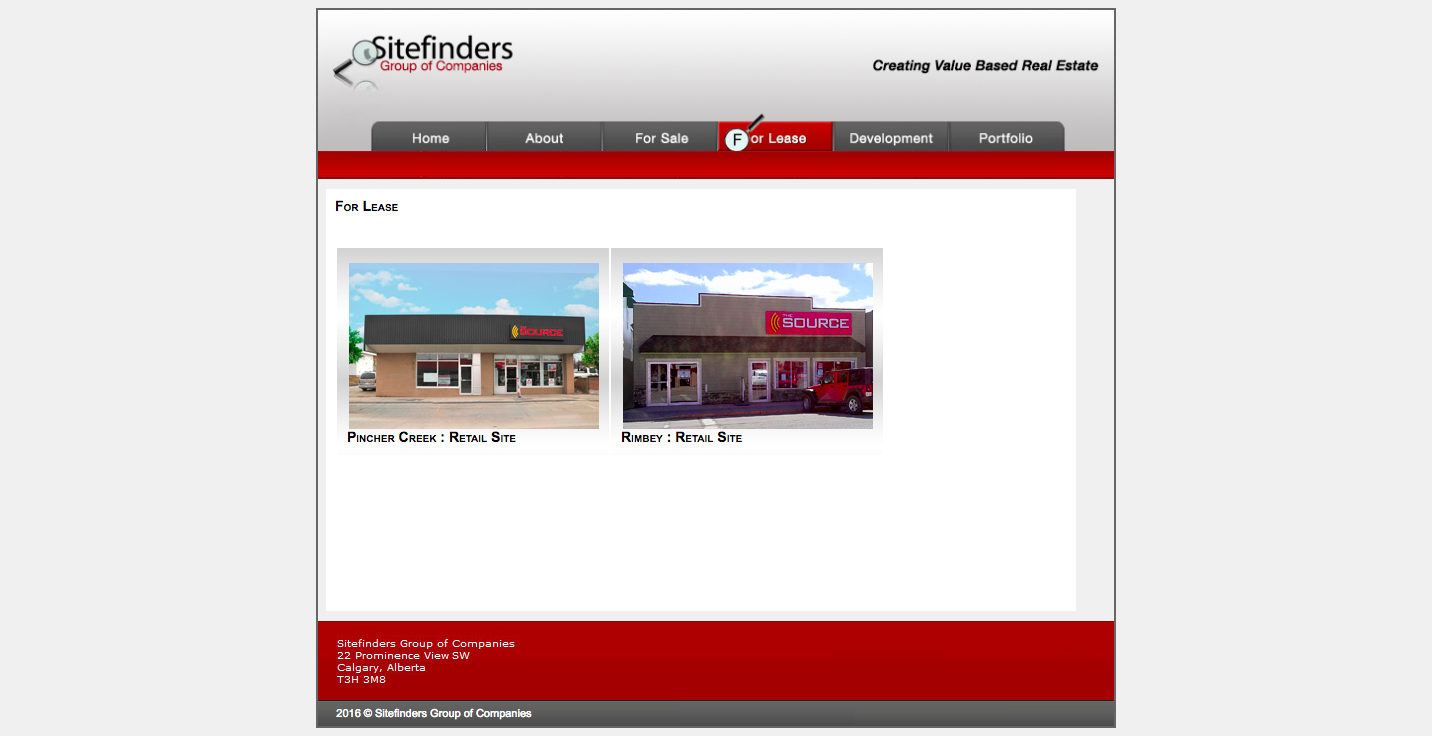 Sitefinders
Group of Companies
Creating Value Based Real Estate
Home About For Sale For Lease Development Portfolio
For Lease
THE SOURCE
THE SOURCE
Pincher Creek : Retail Site
Rimbey : Retail Site
Sitefinders Group of Companies
22 Prominence View SW
Calgary, Alberta
T3H 3M8
2016 © Sitefinders Group of Companies